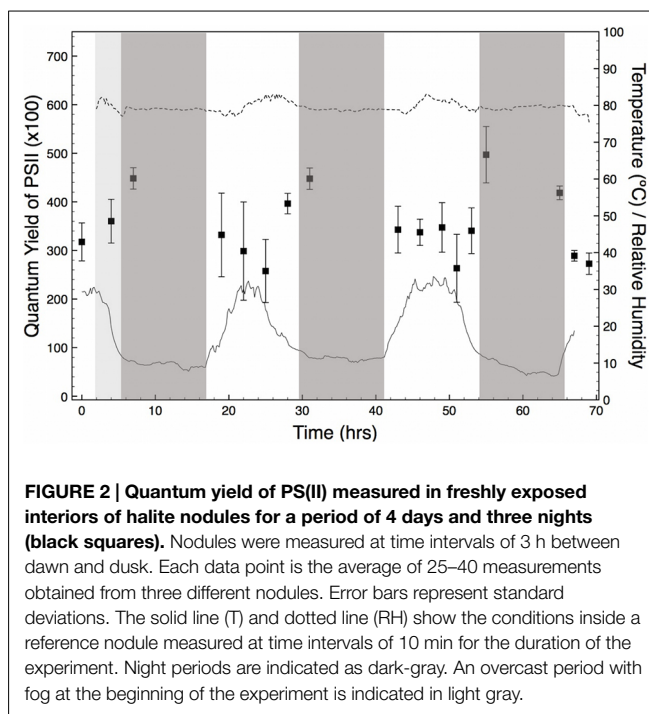 700
600
500
400
300
200
100
0
Quantum Yield of PSII (x100)
100
90
80
70
60
50
40
30
20
10
0
Temperature (°C) / Relative Humidity
0
10
20
30
40
50
60
70
Time (hrs)
FIGURE 2 | Quantum yield of PS(II) measured in freshly exposed
interiors of halite nodules for a period of 4 days and three nights
(black squares). Nodules were measured at time intervals of 3 h between
dawn and dusk. Each data point is the average of 25–40 measurements
obtained from three different nodules. Error bars represent standard
deviations. The solid line (T) and dotted line (RH) show the conditions inside a
reference nodule measured at time intervals of 10 min for the duration of the
experiment. Night periods are indicated as dark-gray. An overcast period with
fog at the beginning of the experiment is indicated in light gray.